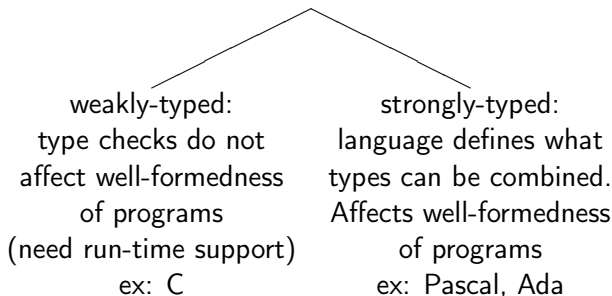 weakly-typed:
type checks do not
affect well-formedness
of programs
(need run-time support)
ex: C
strongly-typed:
language defines what
types can be combined.
Affects well-formedness
of programs
ex: Pascal, Ada